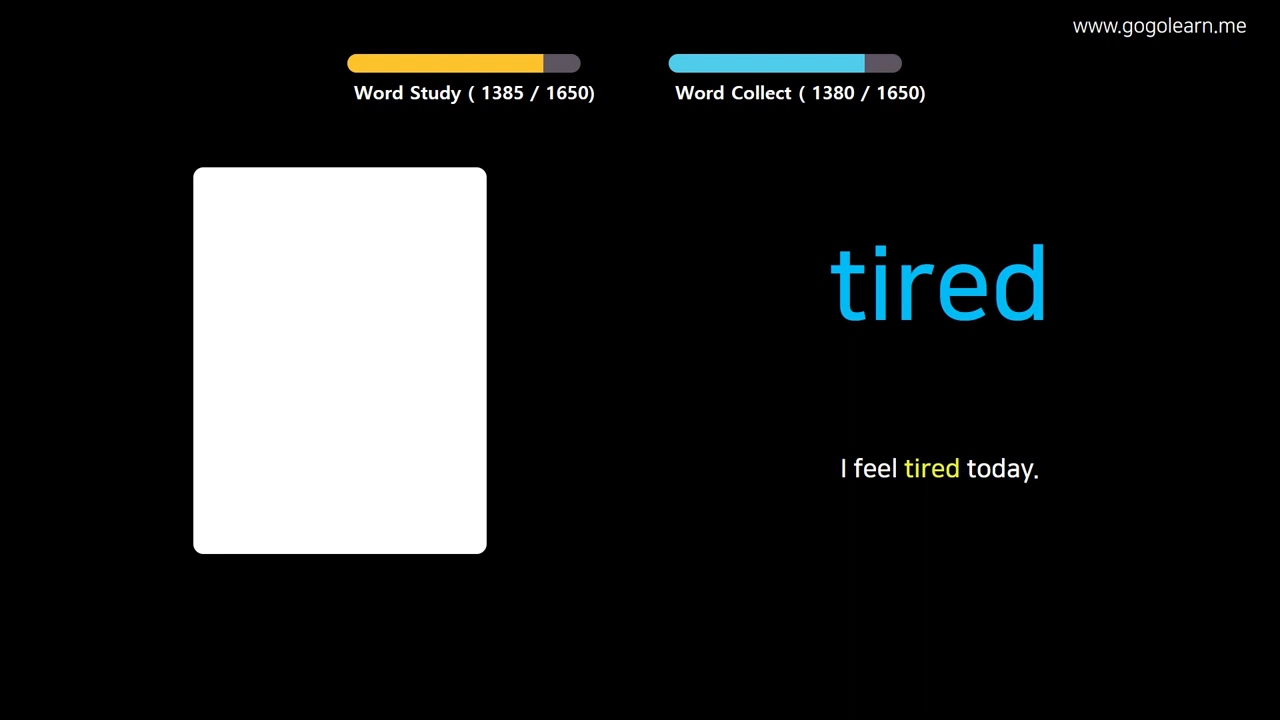 www.gogolearn.me
Word Study ( 1385 / 1650)
Word Collect ( 1380 / 1650)
tired
I feel tired today.